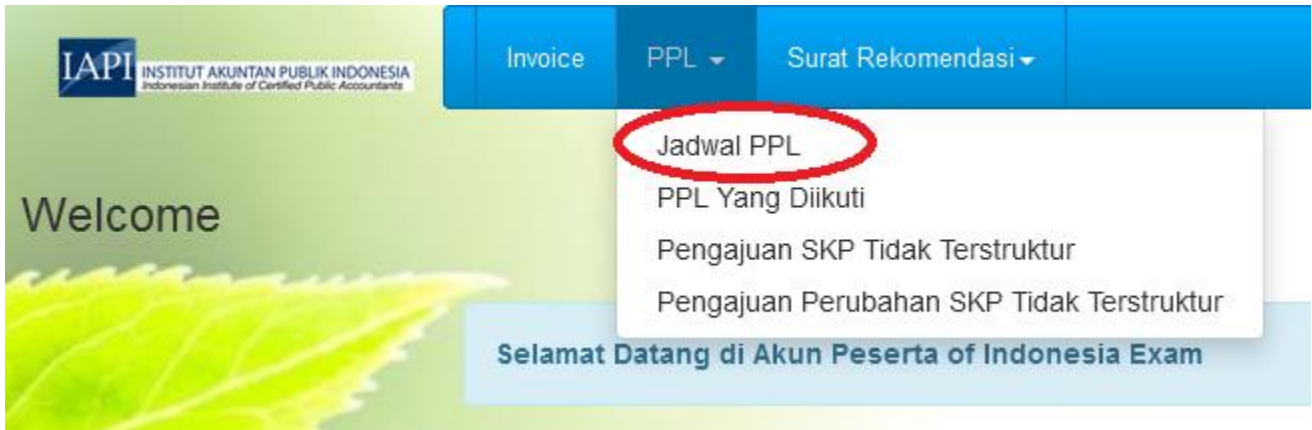 IAPI INSTITUT AKUNTAN PUBLIK INDONESIA
Indonesian Institute of Certified Public Accountants
Invoice PPL Surat Rekomendasi
Jadwal PPL
PPL Yang Diikuti
Pengajuan SKP Tidak Terstruktur
Pengajuan Perubahan SKP Tidak Terstruktur
Welcome
Selamat Datang di Akun Peserta of Indonesia Exam